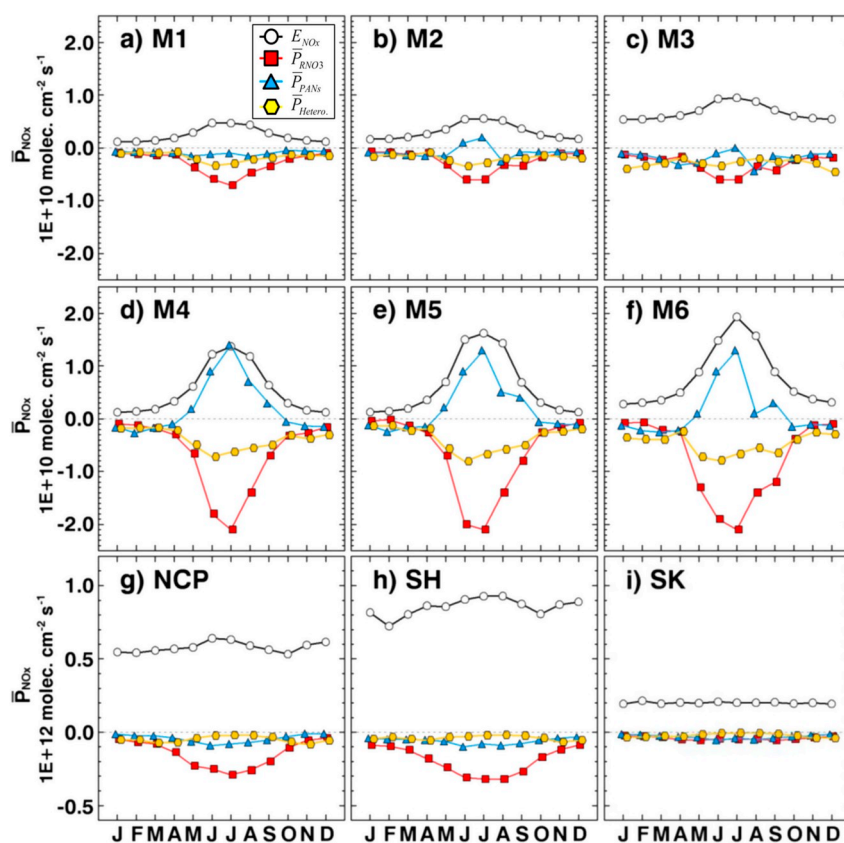 a) M1
E_NOx
P̅_RNO3
P̅_PANs
P̅_Hetero.
b) M2
c) M3
2.0
1.0
0.0
-1.0
-2.0
P̅_NOx
1E+10 molec. cm⁻² s⁻¹
d) M4
e) M5
f) M6
2.0
1.0
0.0
-1.0
-2.0
P̅_NOx
1E+10 molec. cm⁻² s⁻¹
g) NCP
h) SH
i) SK
1.0
0.5
0.0
-0.5
P̅_NOx
1E+12 molec. cm⁻² s⁻¹
J F M A M J J A S O N D
J F M A M J J A S O N D
J F M A M J J A S O N D